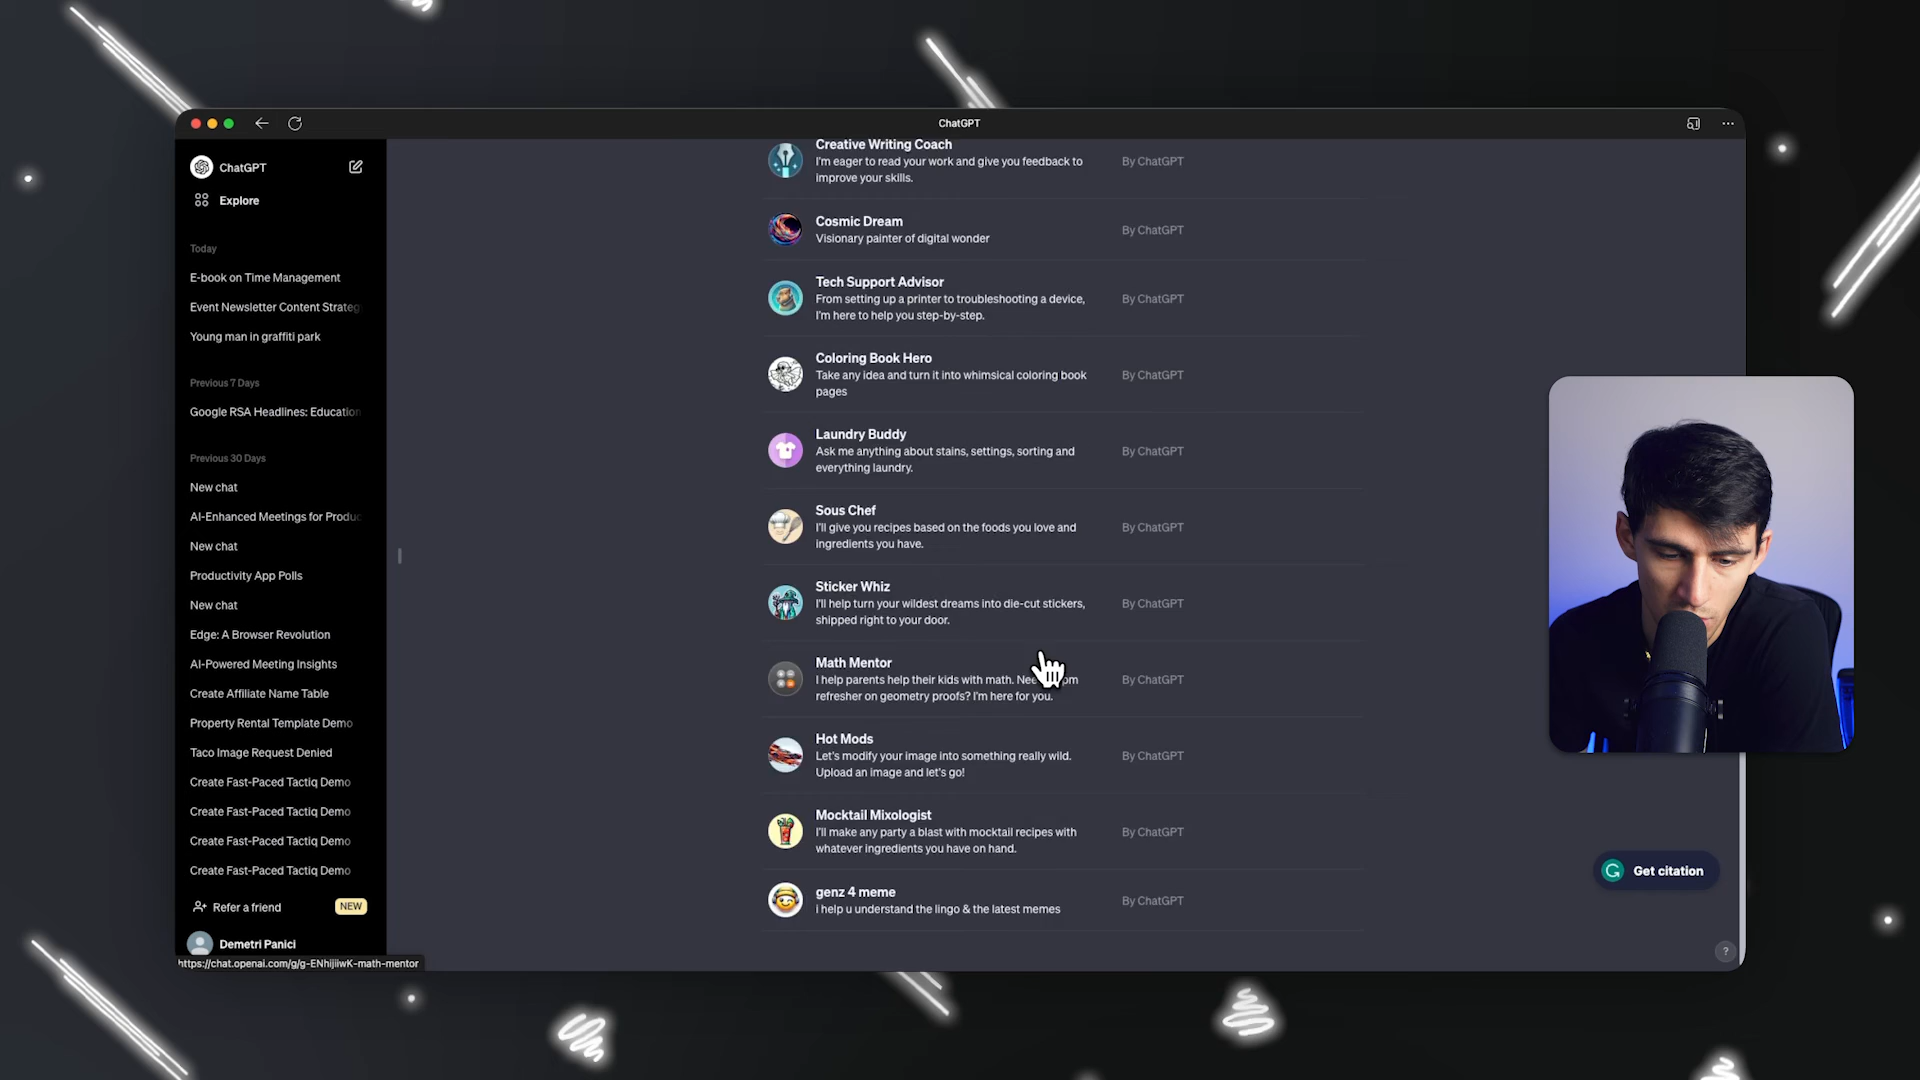 ChatGPT
ChatGPT
Explore
Today
E-book on Time Management
Event Newsletter Content Strateg
Young man in graffiti park
Previous 7 Days
Google RSA Headlines: Education
Previous 30 Days
New chat
AI-Enhanced Meetings for Produc
New chat
Productivity App Polls
New chat
Edge: A Browser Revolution
AI-Powered Meeting Insights
Create Affiliate Name Table
Property Rental Template Demo
Taco Image Request Denied
Create Fast-Paced Tactiq Demo
Create Fast-Paced Tactiq Demo
Create Fast-Paced Tactiq Demo
Create Fast-Paced Tactiq Demo
Refer a friend NEW
Demetri Panici
https://chat.openai.com/g/g-ENhijiiwK-math-mentor
Creative Writing Coach
I'm eager to read your work and give you feedback to
improve your skills.
By ChatGPT
Cosmic Dream
Visionary painter of digital wonder
By ChatGPT
Tech Support Advisor
From setting up a printer to troubleshooting a device,
I'm here to help you step-by-step.
By ChatGPT
Coloring Book Hero
Take any idea and turn it into whimsical coloring book
pages
By ChatGPT
Laundry Buddy
Ask me anything about stains, settings, sorting and
everything laundry.
By ChatGPT
Sous Chef
I'll give you recipes based on the foods you love and
ingredients you have.
By ChatGPT
Sticker Whiz
I'll help turn your wildest dreams into die-cut stickers,
shipped right to your door.
By ChatGPT
Math Mentor
I help parents help their kids with math.
refresher on geometry proofs? I'm here for you.
By ChatGPT
Hot Mods
Let's modify your image into something really wild.
Upload an image and let's go!
By ChatGPT
Mocktail Mixologist
I'll make any party a blast with mocktail recipes with
whatever ingredients you have on hand.
By ChatGPT
genz 4 meme
i help u understand the lingo & the latest memes
By ChatGPT
Get citation
?